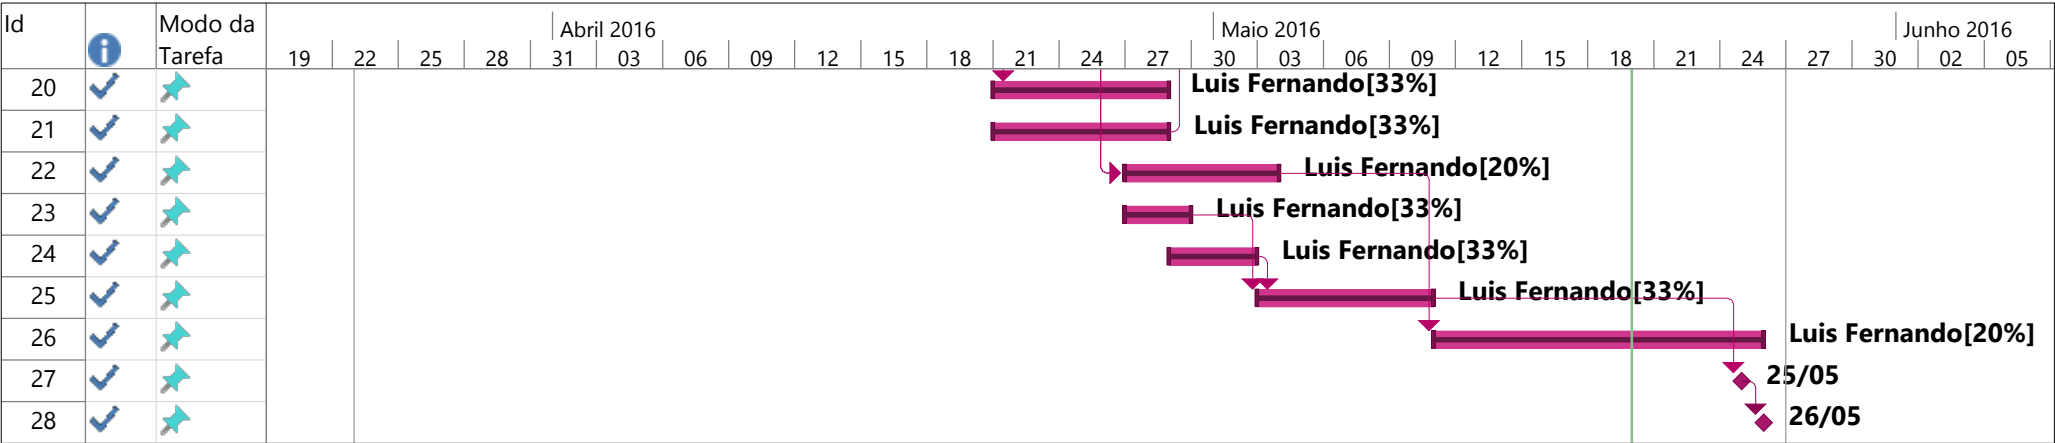 Id
Modo da
Tarefa
Abril 2016
Maio 2016
Junho 2016
19 22 25 28 31 03 06 09 12 15 18 21 24 27 30 03 06 09 12 15 18 21 24 27 30 02 05
20 Luis Fernando[33%]
21 Luis Fernando[33%]
22 Luis Fernando[20%]
23 Luis Fernando[33%]
24 Luis Fernando[33%]
25 Luis Fernando[33%]
26 Luis Fernando[20%]
27 25/05
28 26/05